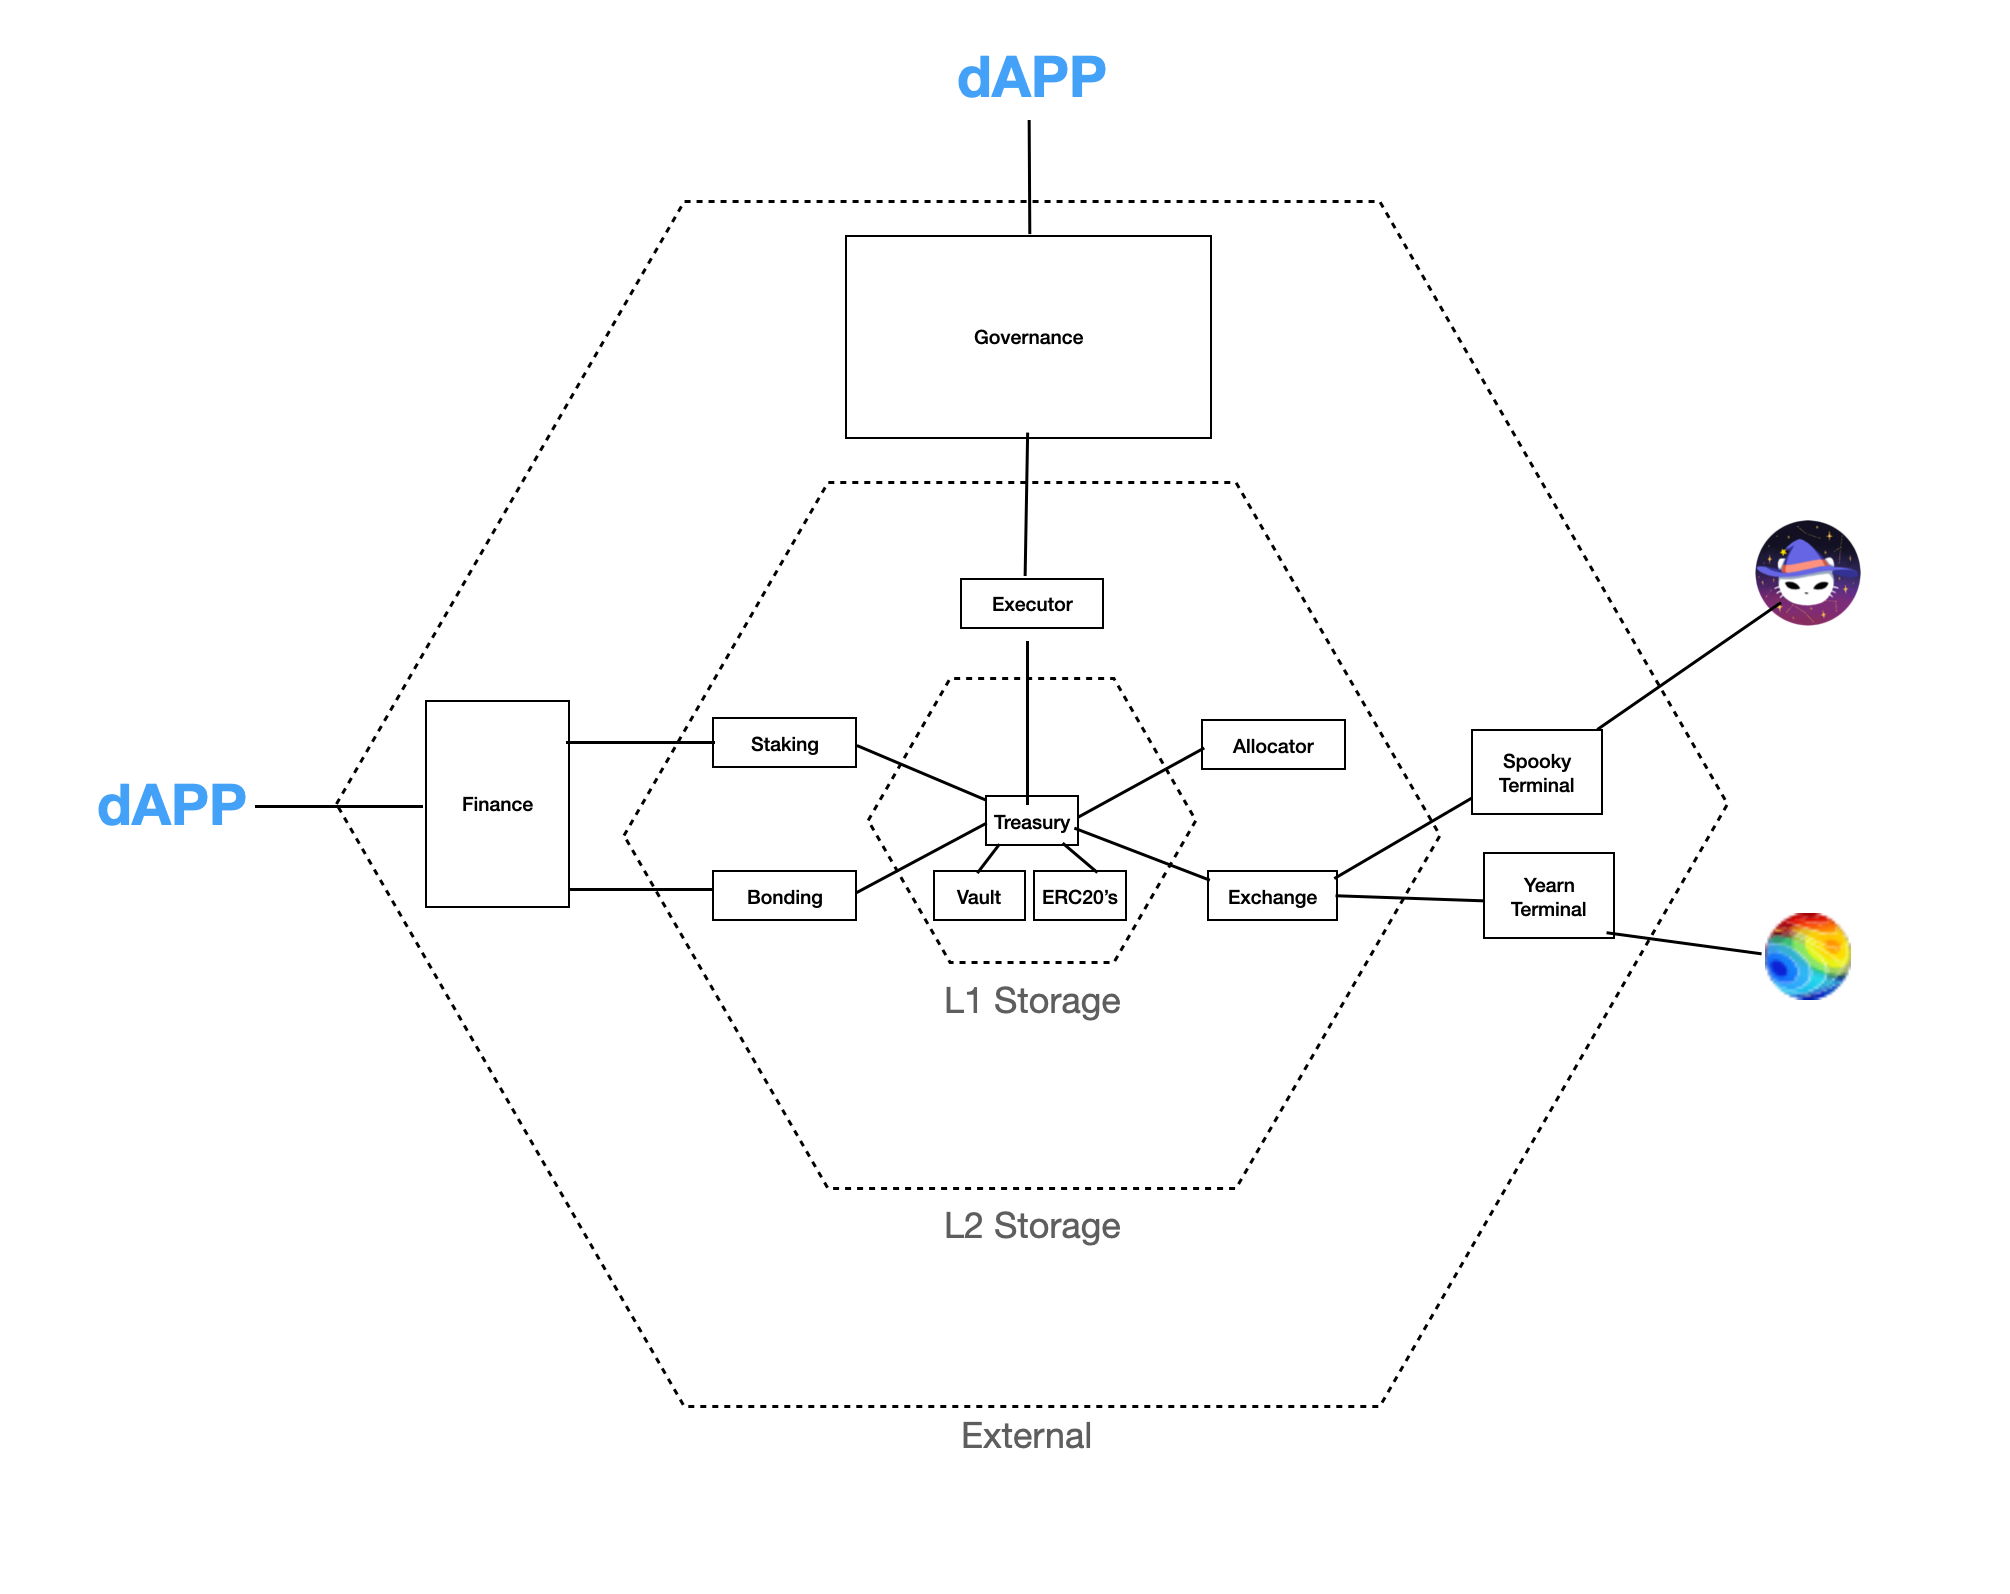 dAPP
Governance
Executor
Staking
Allocator
Spooky
Terminal
dAPP
Finance
Treasury
Bonding
Vault
ERC20’s
Exchange
Yearn
Terminal
L1 Storage
L2 Storage
External